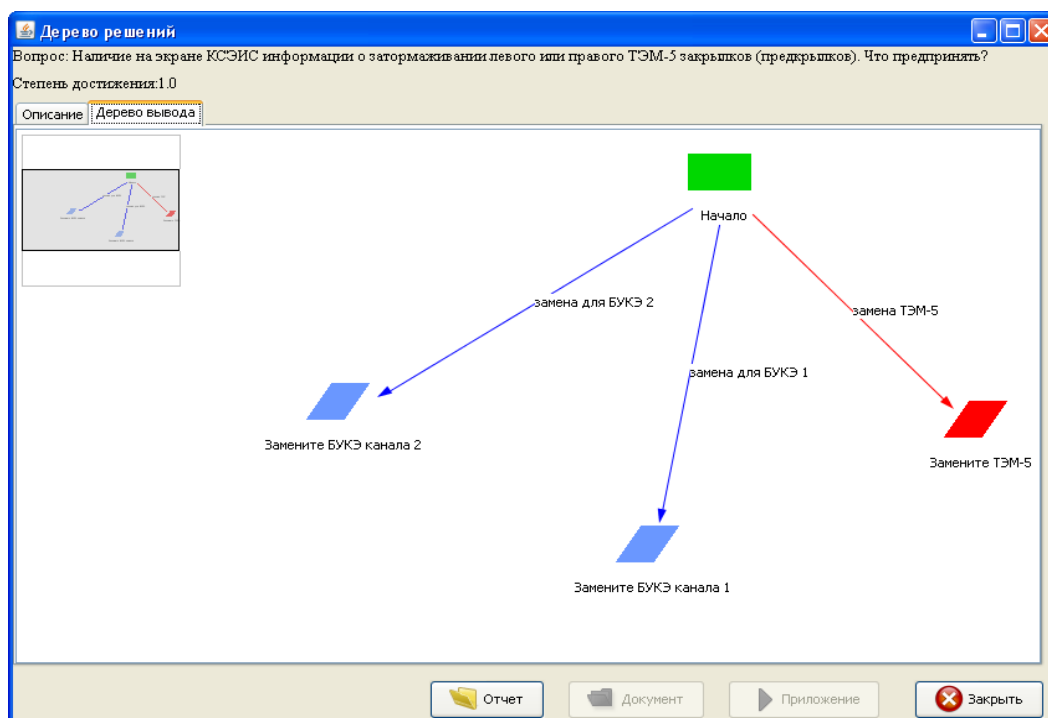 Дерево решений
Вопрос: Наличие на экране КСЭИС информации о затормаживании левого или правого ТЭМ-5 закрылков (предкрылков). Что предпринять?
Степень достижения:1.0
Описание Дерево вывода
Начало
замена для БУКЭ 2
замена ТЭМ-5
замена для БУКЭ 1
Замените БУКЭ канала 2
Замените ТЭМ-5
Замените БУКЭ канала 1
Отчет Документ Приложение Закрыть